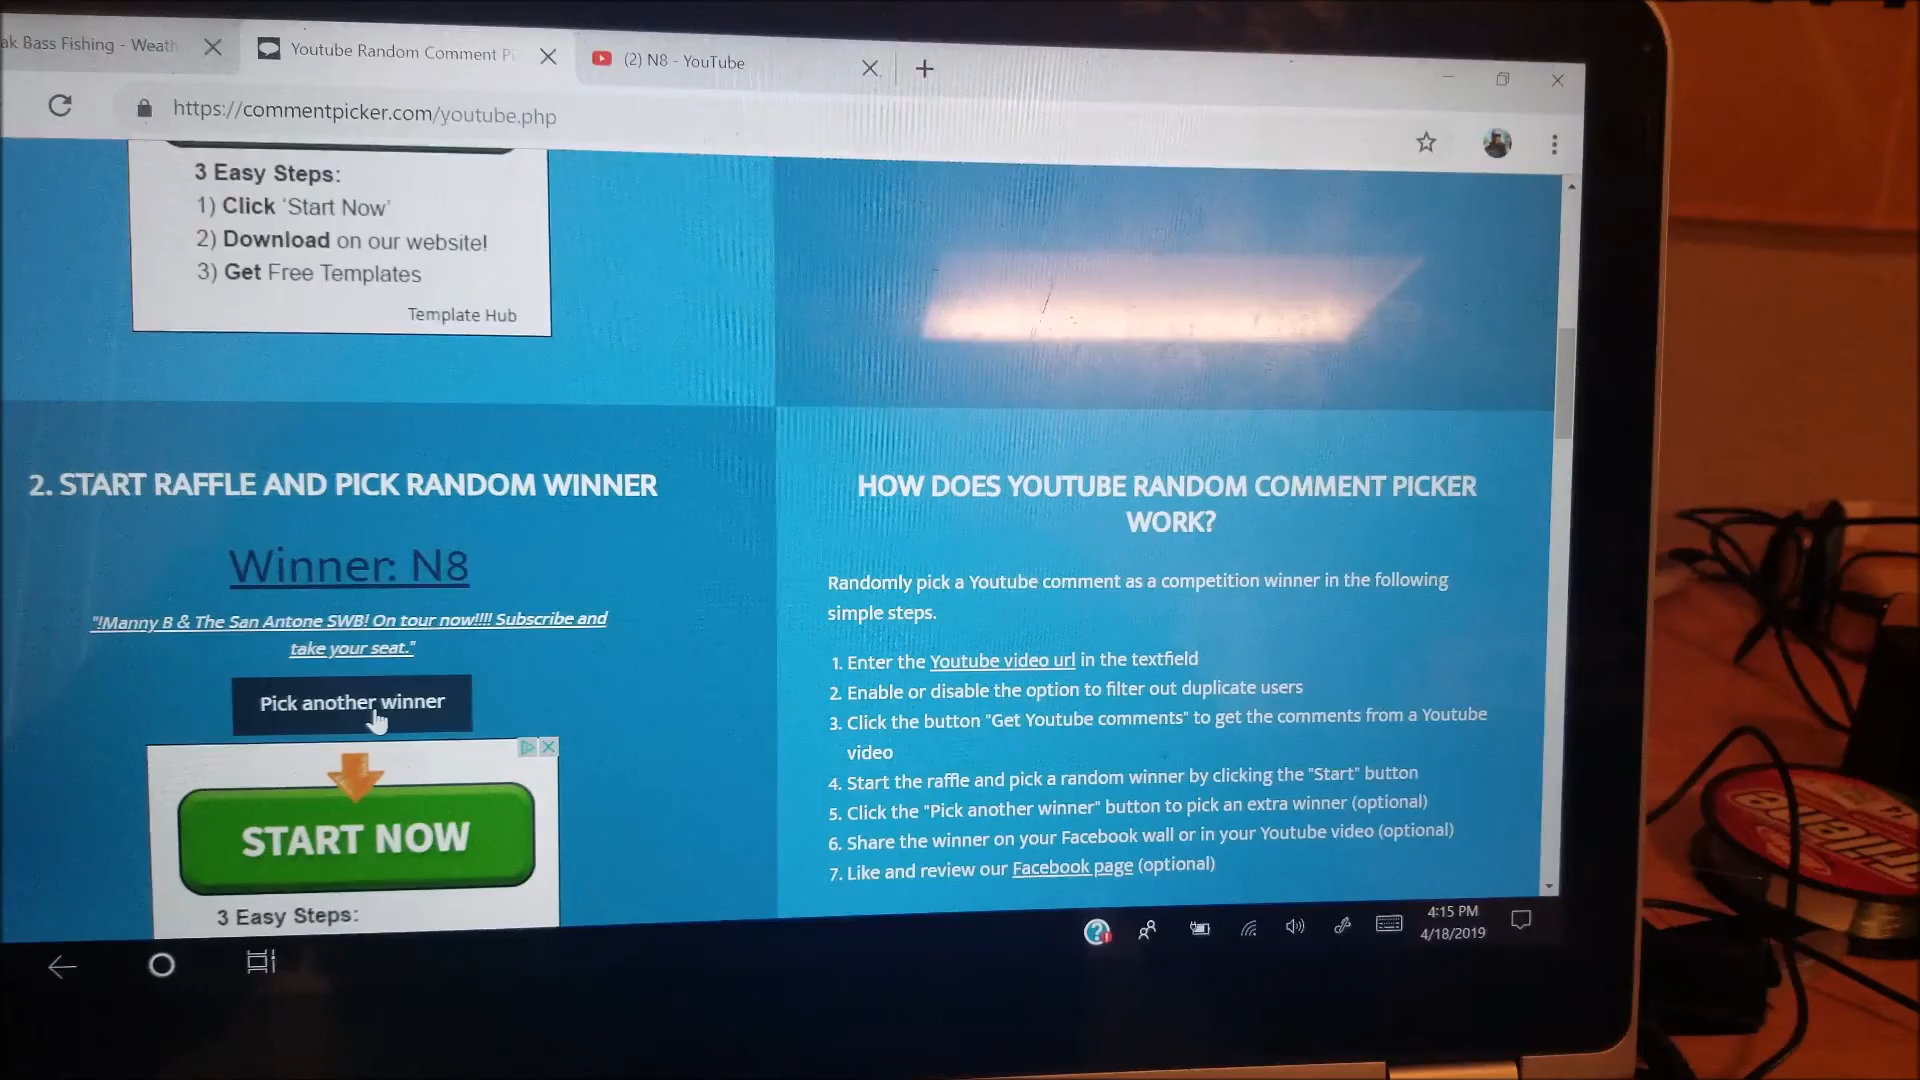 ak Bass Fishing - Weath
Youtube Random Comment Pi
(2) N8 - YouTube
https://commentpicker.com/youtube.php
3 Easy Steps:
1) Click 'Start Now'
2) Download on our website!
3) Get Free Templates
Template Hub
2. START RAFFLE AND PICK RANDOM WINNER
Winner: N8
"!Manny B & The San Antone SWB! On tour now!!!! Subscribe and
take your seat."
Pick another winner
START NOW
3 Easy Steps:
HOW DOES YOUTUBE RANDOM COMMENT PICKER
WORK?
Randomly pick a Youtube comment as a competition winner in the following
simple steps.
1. Enter the Youtube video url in the textfield
2. Enable or disable the option to filter out duplicate users
3. Click the button "Get Youtube comments" to get the comments from a Youtube
video
4. Start the raffle and pick a random winner by clicking the "Start" button
5. Click the "Pick another winner" button to pick an extra winner (optional)
6. Share the winner on your Facebook wall or in your Youtube video (optional)
7. Like and review our Facebook page (optional)
4:15 PM
4/18/2019